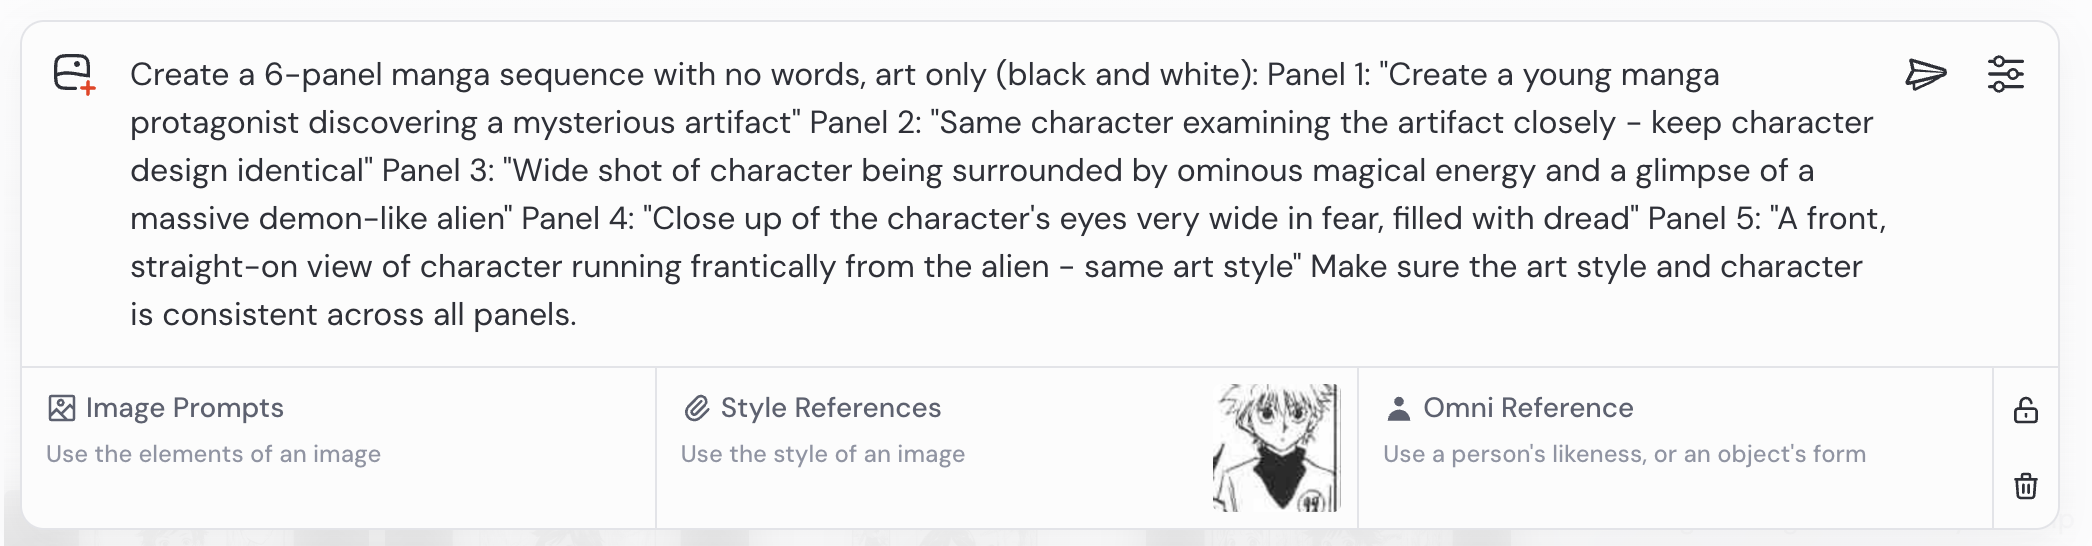 Create a 6-panel manga sequence with no words, art only (black and white): Panel 1: "Create a young manga
protagonist discovering a mysterious artifact" Panel 2: "Same character examining the artifact closely - keep character
design identical" Panel 3: "Wide shot of character being surrounded by ominous magical energy and a glimpse of a
massive demon-like alien" Panel 4: "Close up of the character's eyes very wide in fear, filled with dread" Panel 5: "A front,
straight-on view of character running frantically from the alien - same art style" Make sure the art style and character
is consistent across all panels.
Image Prompts
Use the elements of an image
Style References
Use the style of an image
Omni Reference
Use a person's likeness, or an object's form